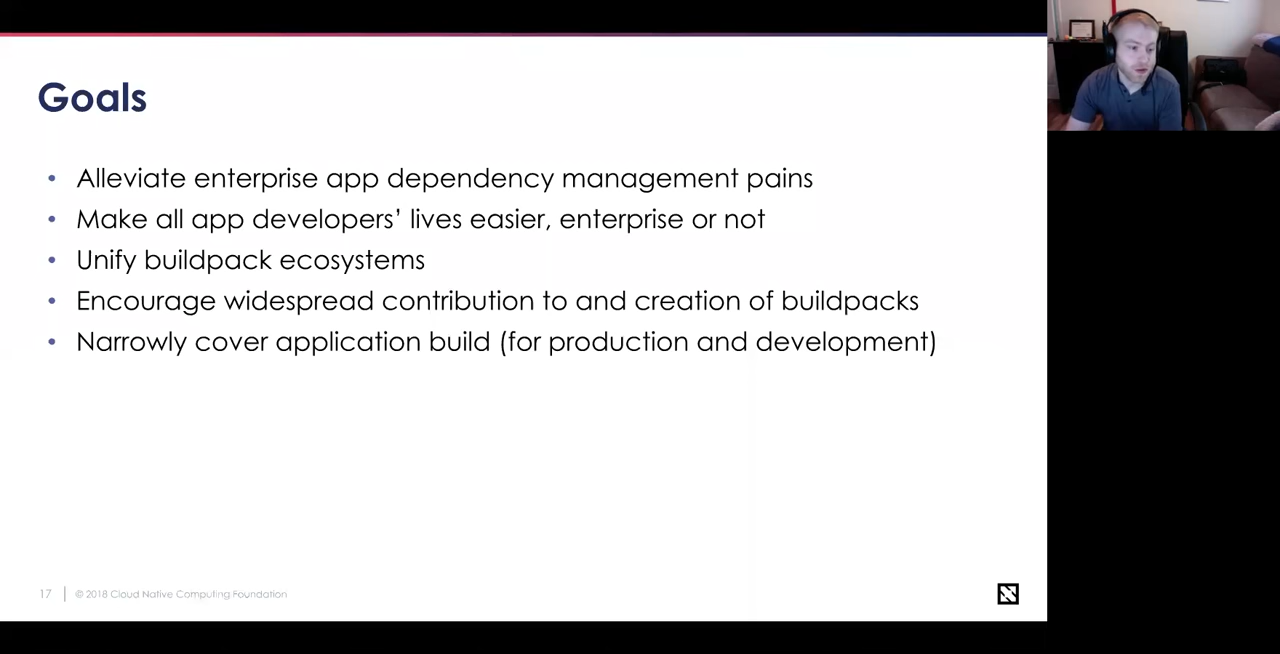 Goals
• Alleviate enterprise app dependency management pains
• Make all app developers’ lives easier, enterprise or not
• Unify buildpack ecosystems
• Encourage widespread contribution to and creation of buildpacks
• Narrowly cover application build (for production and development)
17 | © 2018 Cloud Native Computing Foundation